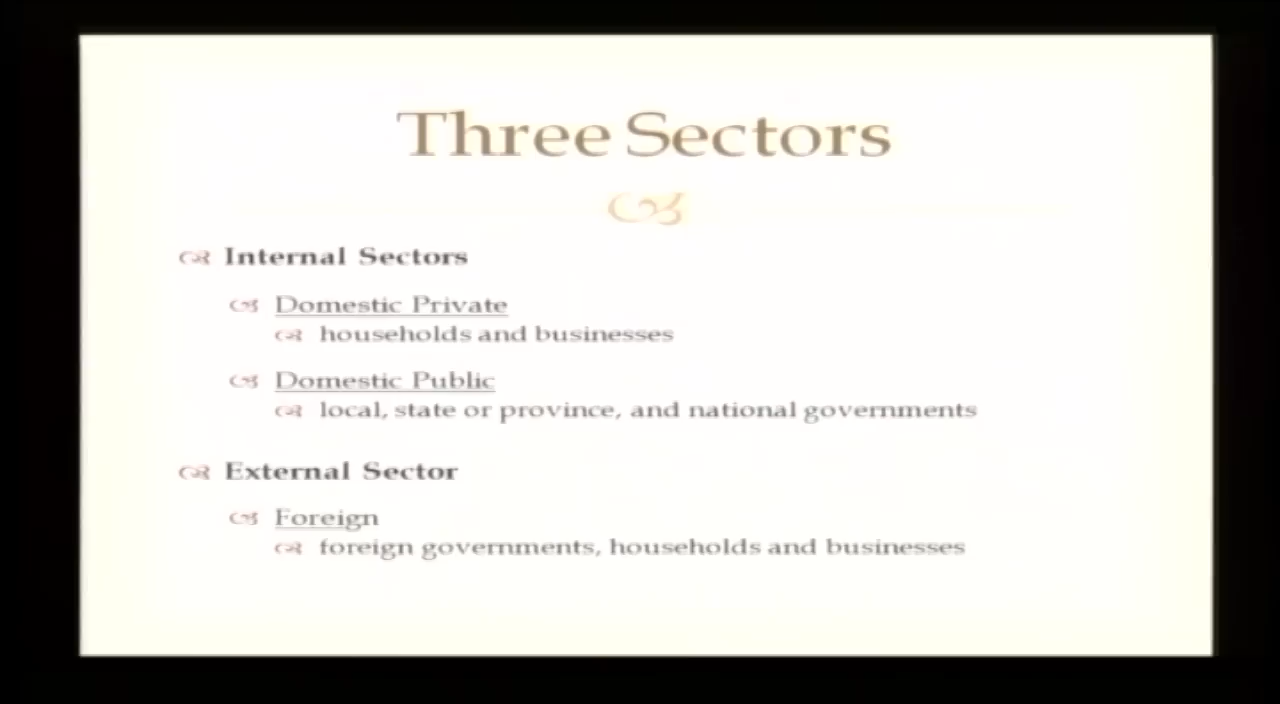 Three Sectors
Internal Sectors
Domestic Private
households and businesses
Domestic Public
local, state or province, and national governments
External Sector
Foreign
foreign governments, households and businesses